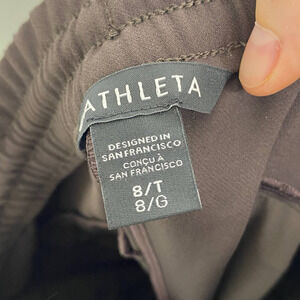 ATHLETA
DESIGNED IN
SAN FRANCISCO
CONÇU À
SAN FRANCISCO
8/T
8/G